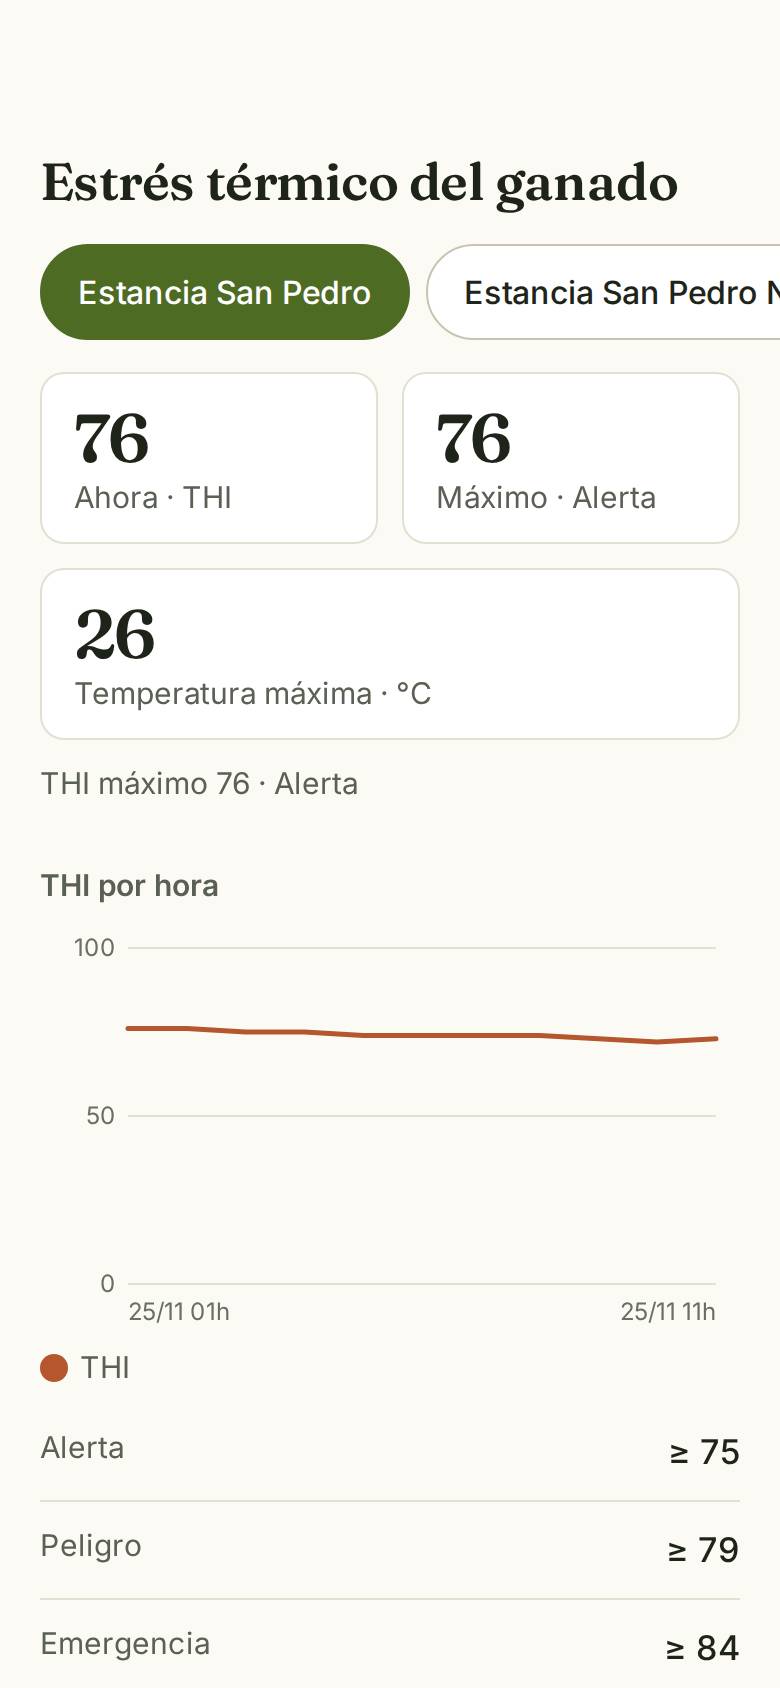 Estrés térmico del ganado
Estancia San Pedro
Estancia San Pedro N
76
Ahora · THI
76
Máximo · Alerta
26
Temperatura máxima · °C
THI máximo 76 · Alerta
THI por hora
100
50
0
25/11 01h
25/11 11h
THI
Alerta
≥ 75
Peligro
≥ 79
Emergencia
≥ 84